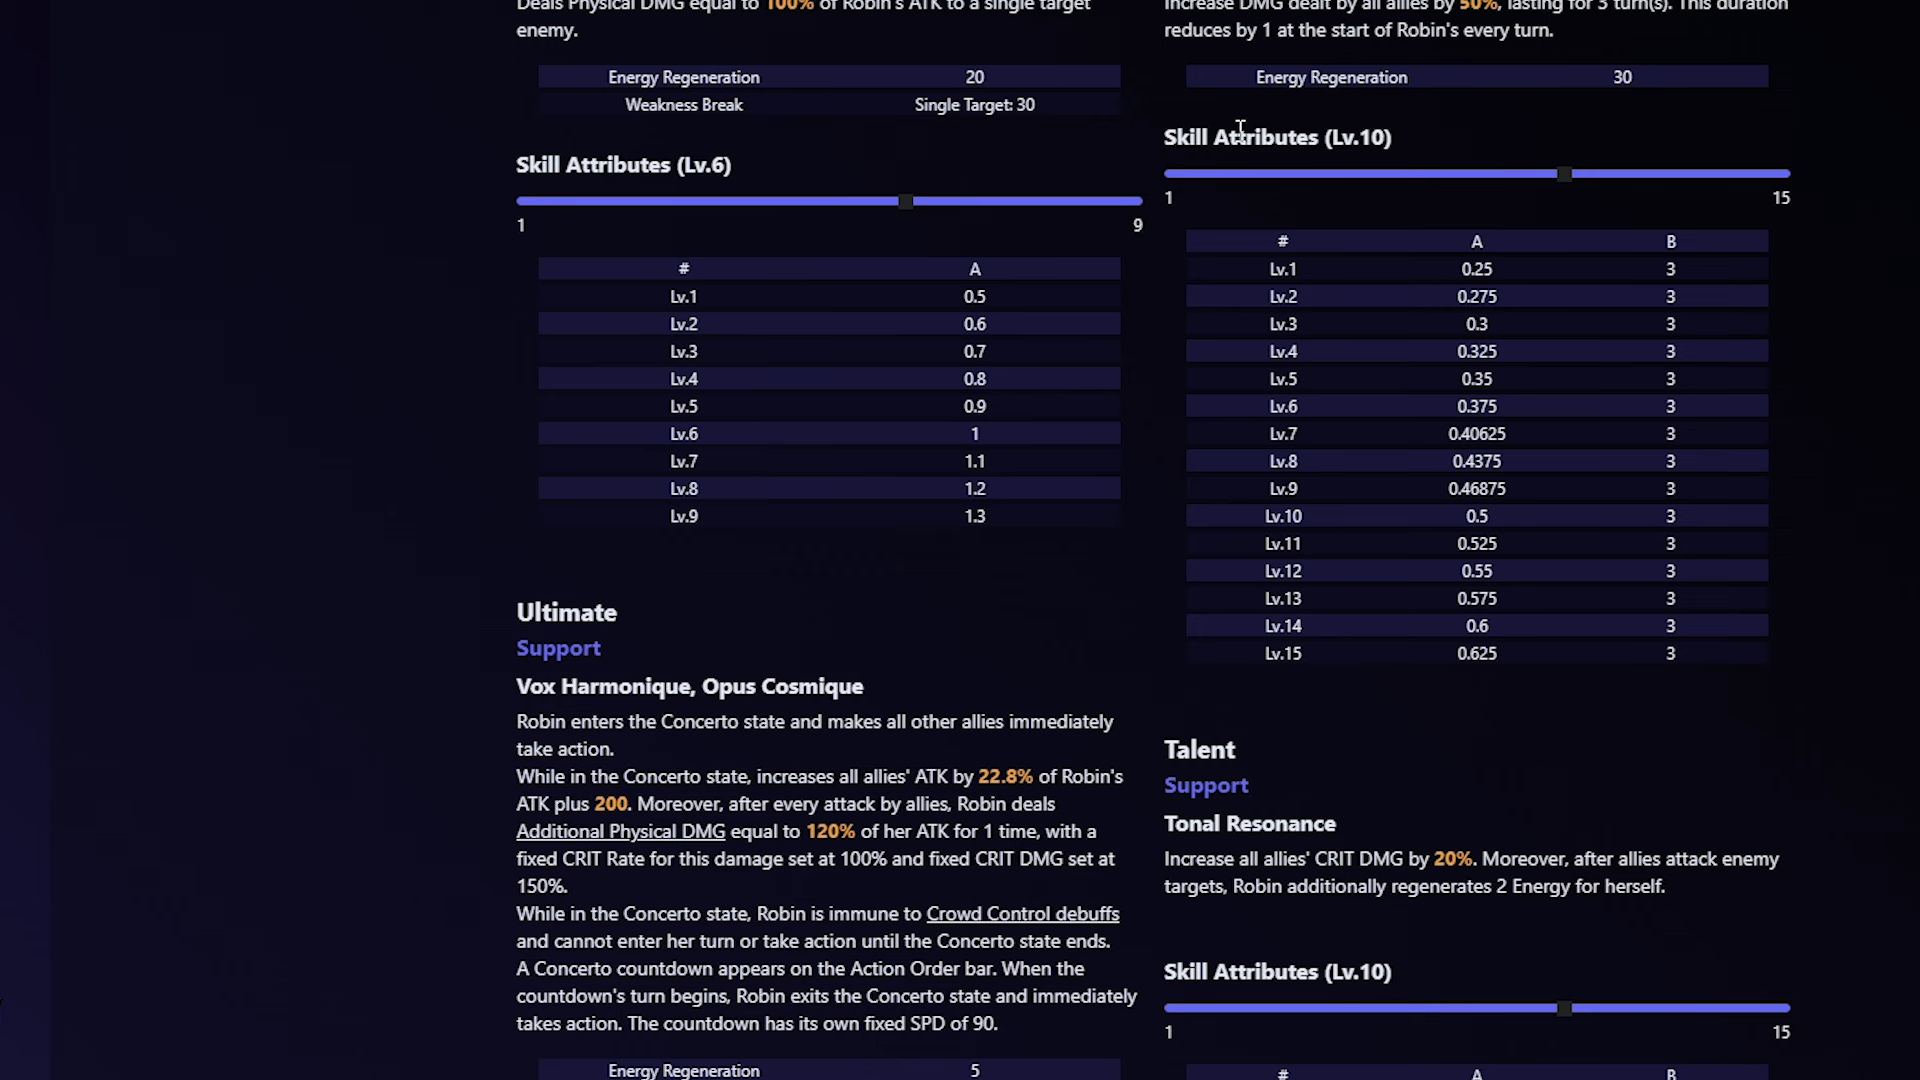 Deals Physical DMG equal to 100% of Robin's ATK to a single target
enemy.
Energy Regeneration 20
Weakness Break Single Target: 30
Skill Attributes (Lv.6)
1 9
# A
Lv.1 0.5
Lv.2 0.6
Lv.3 0.7
Lv.4 0.8
Lv.5 0.9
Lv.6 1
Lv.7 1.1
Lv.8 1.2
Lv.9 1.3
Ultimate
Support
Vox Harmonique, Opus Cosmique
Robin enters the Concerto state and makes all other allies immediately
take action.
While in the Concerto state, increases all allies' ATK by 22.8% of Robin's
ATK plus 200. Moreover, after every attack by allies, Robin deals
Additional Physical DMG equal to 120% of her ATK for 1 time, with a
fixed CRIT Rate for this damage set at 100% and fixed CRIT DMG set at
150%.
While in the Concerto state, Robin is immune to Crowd Control debuffs
and cannot enter her turn or take action until the Concerto state ends.
A Concerto countdown appears on the Action Order bar. When the
countdown's turn begins, Robin exits the Concerto state and immediately
takes action. The countdown has its own fixed SPD of 90.
Energy Regeneration 5
Increase DMG dealt by all allies by 50%, lasting for 3 turn(s). This duration
reduces by 1 at the start of Robin's every turn.
Energy Regeneration 30
Skill Attributes (Lv.10)
1 15
# A B
Lv.1 0.25 3
Lv.2 0.275 3
Lv.3 0.3 3
Lv.4 0.325 3
Lv.5 0.35 3
Lv.6 0.375 3
Lv.7 0.40625 3
Lv.8 0.4375 3
Lv.9 0.46875 3
Lv.10 0.5 3
Lv.11 0.525 3
Lv.12 0.55 3
Lv.13 0.575 3
Lv.14 0.6 3
Lv.15 0.625 3
Talent
Support
Tonal Resonance
Increase all allies' CRIT DMG by 20%. Moreover, after allies attack enemy
targets, Robin additionally regenerates 2 Energy for herself.
Skill Attributes (Lv.10)
1 15
# A B